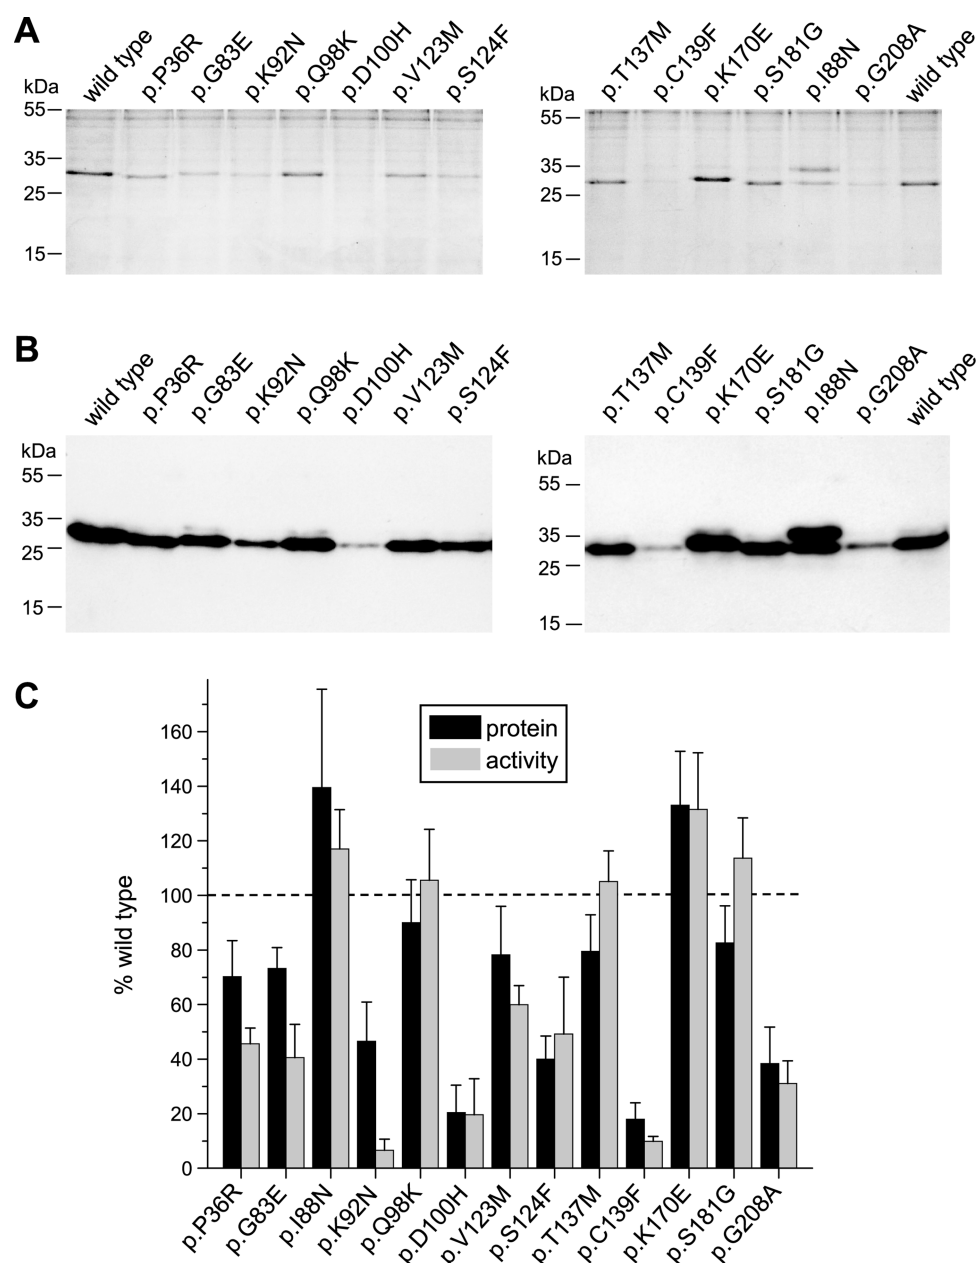 A
wild type p.P36R p.G83E p.K92N p.Q98K p.D100H p.V123M p.S124F
kDa
55
35
25
15
p.T137M p.C139F p.K170E p.S181G p.I88N p.G208A wild type
kDa
55
35
25
15
B
wild type p.P36R p.G83E p.K92N p.Q98K p.D100H p.V123M p.S124F
kDa
55
35
25
15
p.T137M p.C139F p.K170E p.S181G p.I88N p.G208A wild type
kDa
55
35
25
15
C
protein
activity
% wild type
160
140
120
100
80
60
40
20
0
p.P36R p.G83E p.I88N p.K92N p.Q98K p.D100H p.V123M p.S124F p.T137M p.C139F p.K170E p.S181G p.G208A